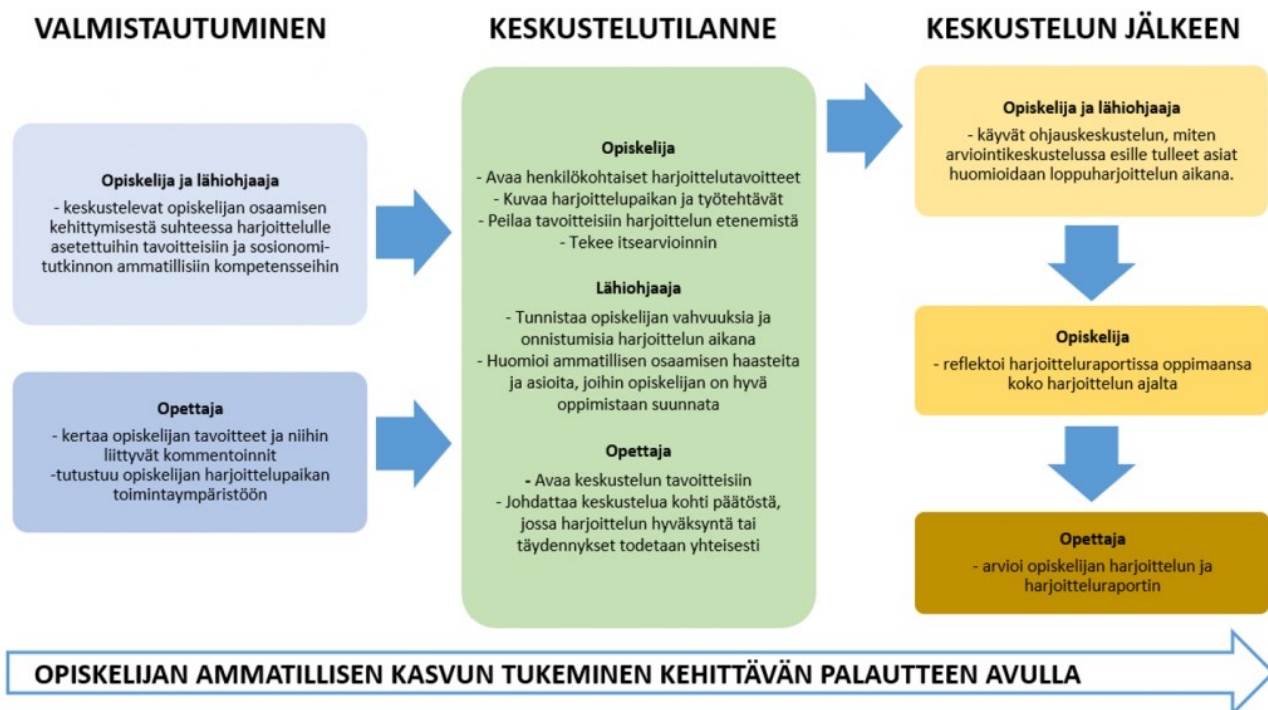 VALMISTAUTUMINEN
Opiskelija ja lähiohjaaja
- keskustelevat opiskelijan osaamisen
kehittymisestä suhteessa harjoittelulle
asetettuihin tavoitteisiin ja sosionomi-
tutkinnon ammatillisiin kompetensseihin
Opettaja
- kertaa opiskelijan tavoitteet ja niihin
liittyvät kommentoinnit
-tutustuu opiskelijan harjoittelupaikan
toimintaympäristöön
KESKUSTELUTILANNE
Opiskelija
- Avaa henkilökohtaiset harjoittelutavoitteet
- Kuvaa harjoittelupaikan ja työtehtävät
- Peilaa tavoitteisiin harjoittelun etenemistä
- Tekee itsearvioinnin
Lähiohjaaja
- Tunnistaa opiskelijan vahvuuksia ja
onnistumisia harjoittelun aikana
- Huomioi ammatillisen osaamisen haasteita
ja asioita, joihin opiskelijan on hyvä
oppimistaan suunnata
Opettaja
- Avaa keskustelun tavoitteisiin
- Johdattaa keskustelua kohti päätöstä,
jossa harjoittelun hyväksyntä tai
täydennykset todetaan yhteisesti
KESKUSTELUN JÄLKEEN
Opiskelija ja lähiohjaaja
- käyvät ohjauskeskustelun, miten
arviointikeskustelussa esille tulleet asiat
huomioidaan loppuharjoittelun aikana.
Opiskelija
- reflektoi harjoitteluraportissa oppimaansa
koko harjoittelun ajalta
Opettaja
- arvioi opiskelijan harjoittelun ja
harjoitteluraportin
OPISKELIJAN AMMATILLISEN KASVUN TUKEMINEN KEHITTÄVÄN PALAUTTEEN AVULLA